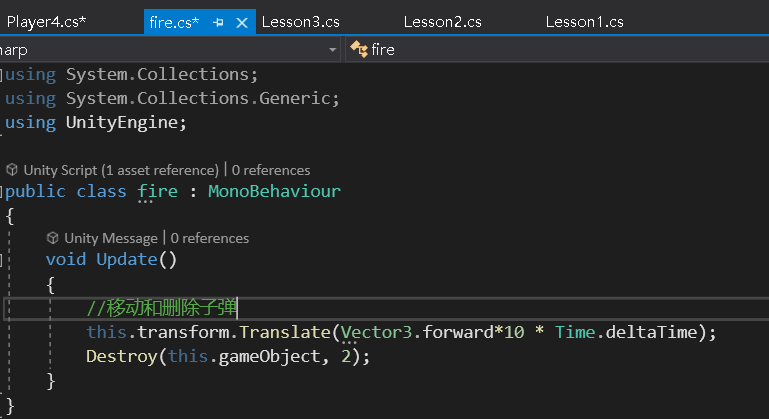 Player4.cs* fire.cs* Lesson3.cs Lesson2.cs Lesson1.cs
arp fire
using System.Collections;
using System.Collections.Generic;
using UnityEngine;
Unity Script (1 asset reference) | 0 references
public class fire : MonoBehaviour
{
Unity Message | 0 references
void Update()
{
//移动和删除子弹
this.transform.Translate(Vector3.forward*10 * Time.deltaTime);
Destroy(this.gameObject, 2);
}
}